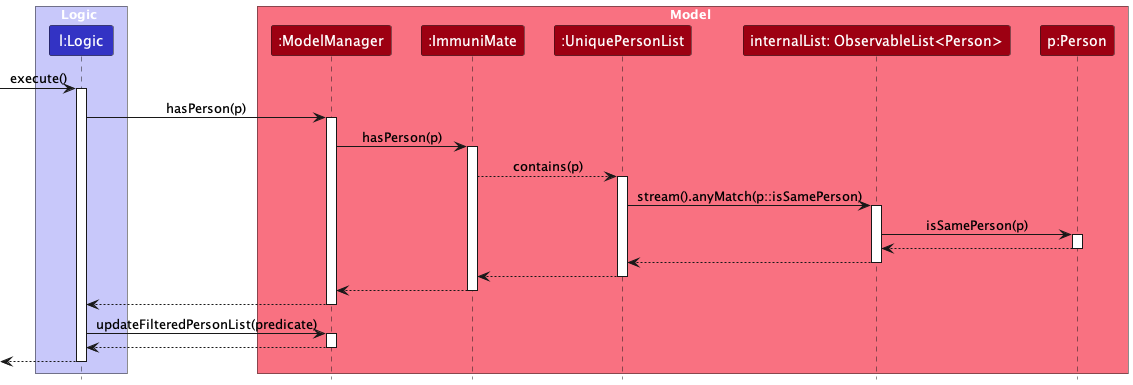 Logic
Model
l:Logic
:ModelManager
:ImmuniMate
:UniquePersonList
internalList: ObservableList<Person>
p:Person
execute()
hasPerson(p)
hasPerson(p)
contains(p)
stream().anyMatch(p::isSamePerson)
isSamePerson(p)
updateFilteredPersonList(predicate)